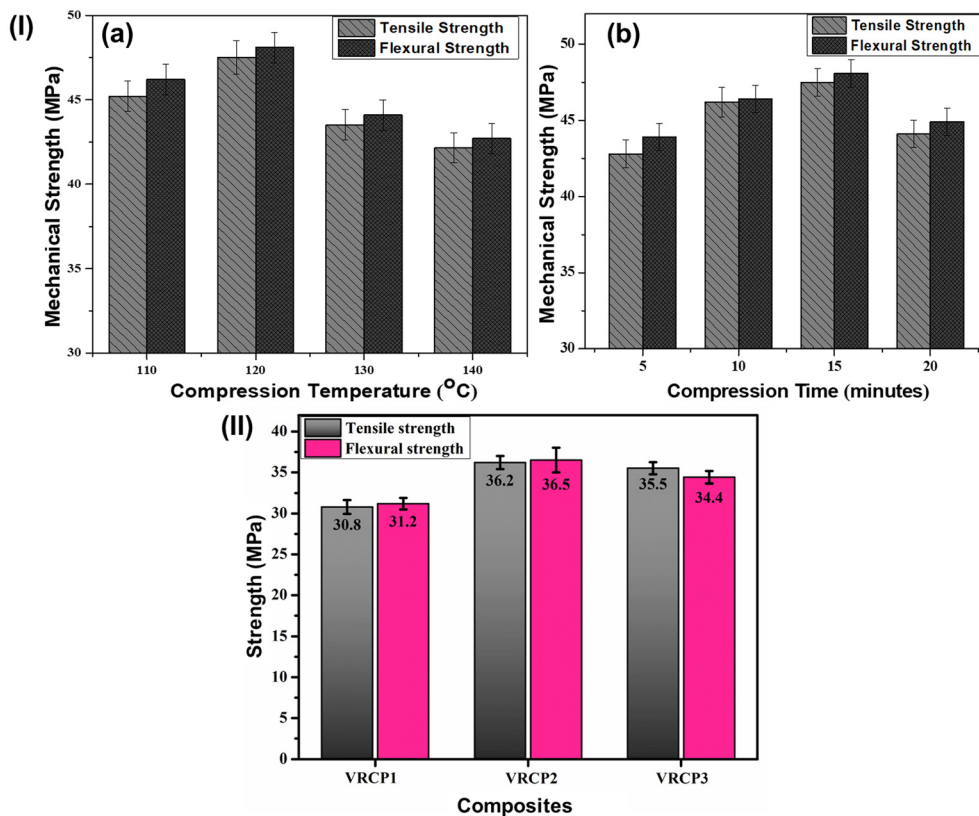 (I)
(a)
50
45
40
45
30
Mechanical Strength (MPa)
Tensile Strength
Flexural Strength
110
120
130
140
Compression Temperature (OC)
(b)
50
45
40
45
30
Mechanical Strength (MPa)
Tensile Strength
Flexural Strength
5
10
15
20
Compression Time (minutes)
(II)
40
35
30
25
20
15
10
5
0
Strength (MPa)
Tensile strength
Flexural strength
30.8
31.2
36.2
36.5
35.5
34.4
VRCP1
VRCP2
VRCP3
Composites